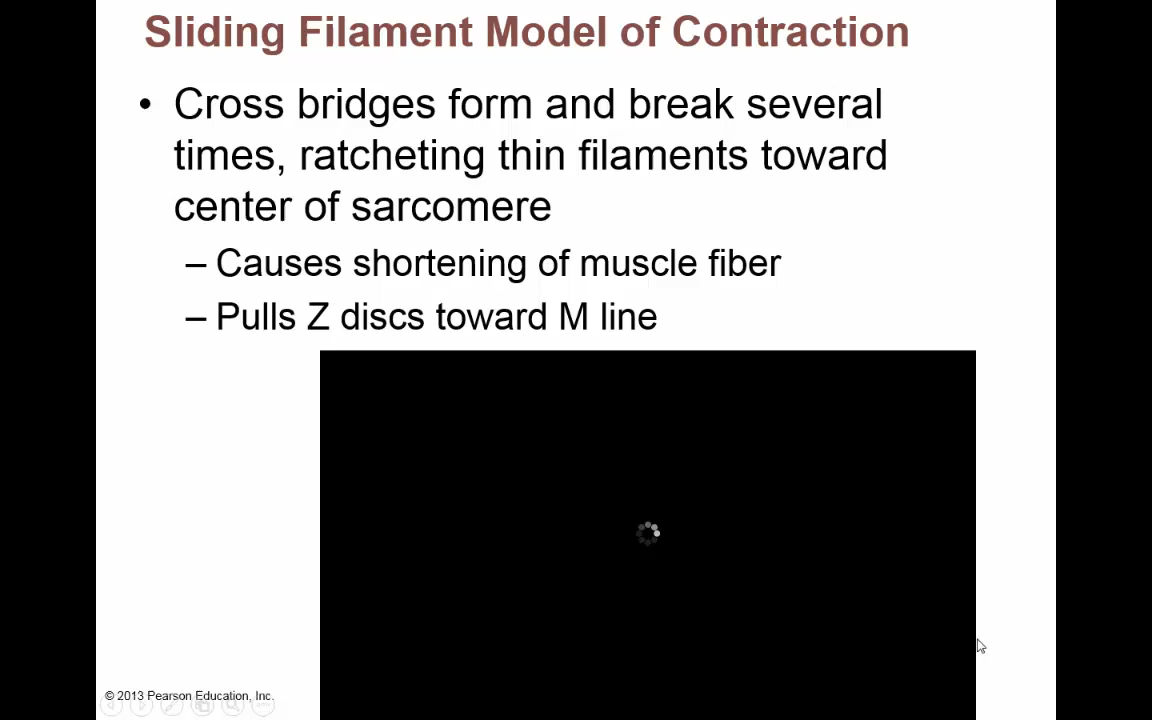 Sliding Filament Model of Contraction
• Cross bridges form and break several
times, ratcheting thin filaments toward
center of sarcomere
– Causes shortening of muscle fiber
– Pulls Z discs toward M line
© 2013 Pearson Education, Inc.